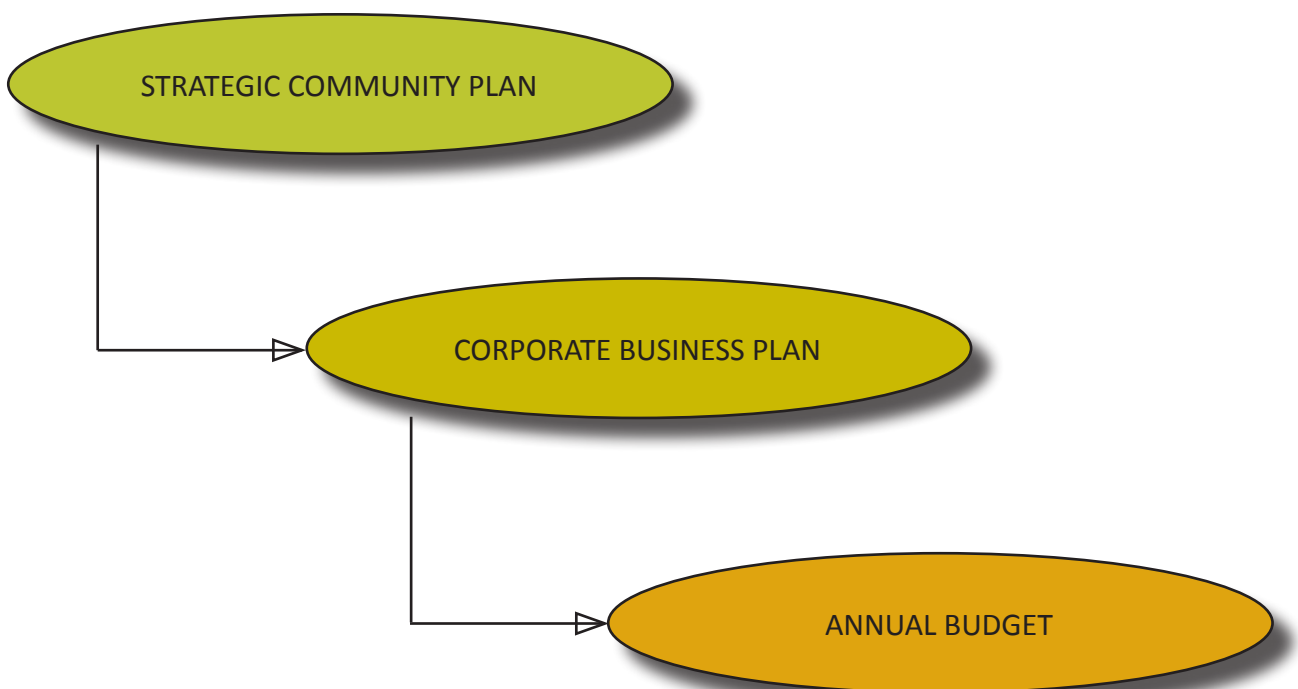 STRATEGIC COMMUNITY PLAN
CORPORATE BUSINESS PLAN
ANNUAL BUDGET